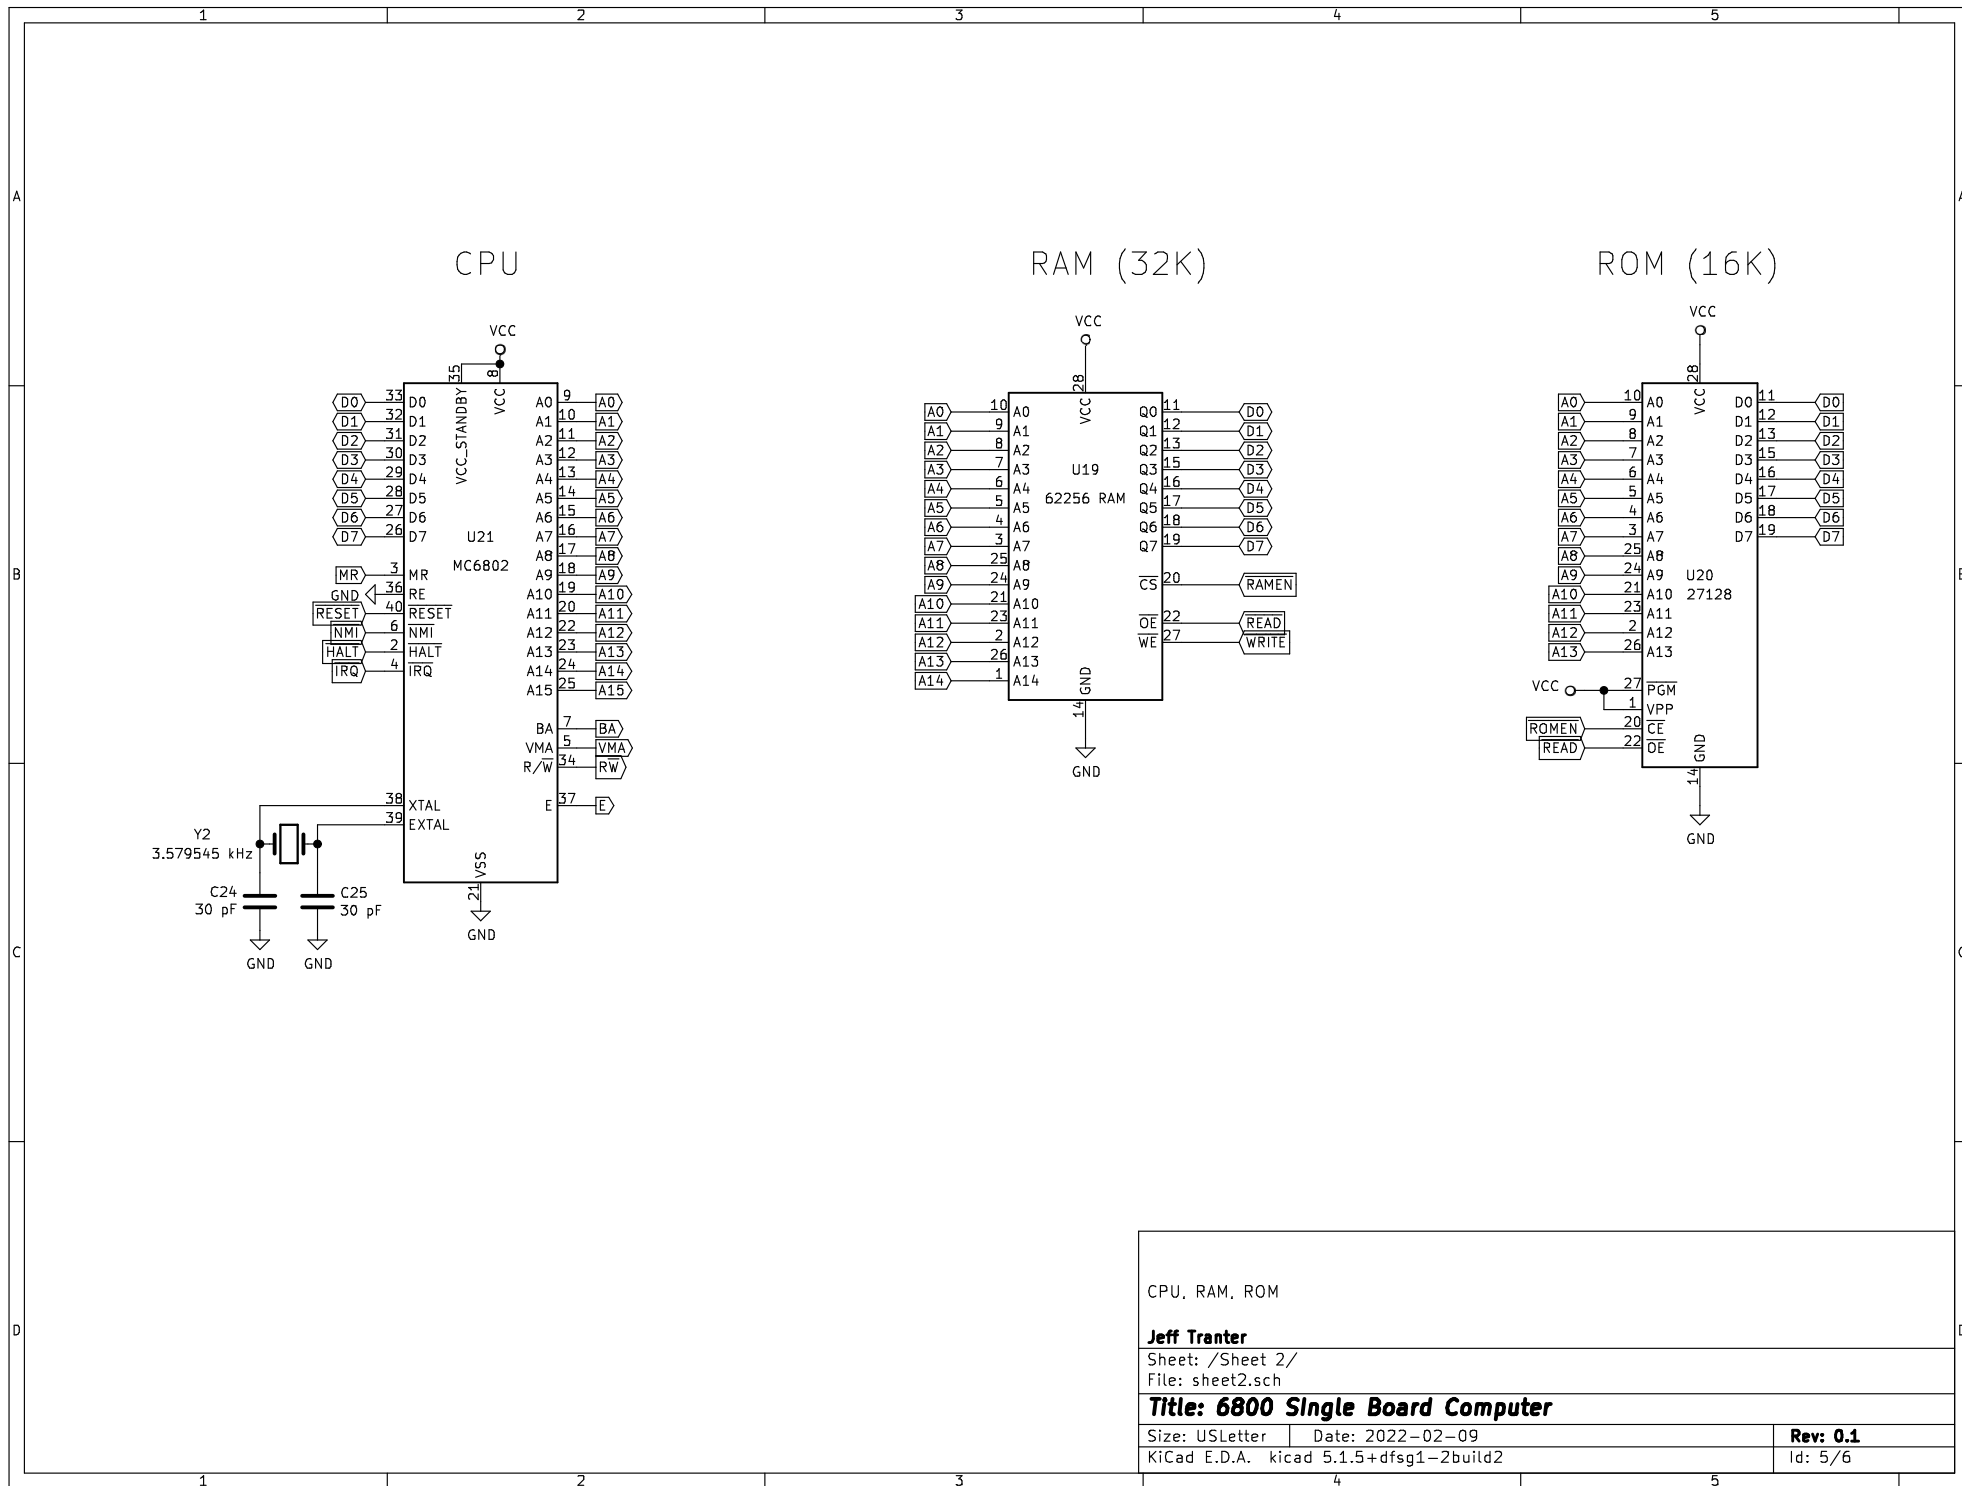 1 2 3 4 5
A A
B B
C C
D D
CPU
VCC
35 8
VCC_STANDBY VCC
D0 33 D0 A0 9 A0
D1 32 D1 A1 10 A1
D2 31 D2 A2 11 A2
D3 30 D3 A3 12 A3
D4 29 D4 A4 13 A4
D5 28 D5 A5 14 A5
D6 27 D6 A6 15 A6
D7 26 D7 A7 16 A7
U21
A8 17 A8
MC6802
MR 3 MR A9 18 A9
GND 36 RE A10 19 A10
RESET 40 RESET A11 20 A11
NMI 6 NMI A12 22 A12
HALT 2 HALT A13 23 A13
IRQ 4 IRQ A14 24 A14
A15 25 A15
BA 7 BA
VMA 5 VMA
R/W 34 RW
38 XTAL E 37 E
39 EXTAL
Y2
3.579545 kHz
C24
30 pF
C25
30 pF
VSS
21
GND
GND GND
RAM (32K)
VCC
28
VCC
A0 10 A0 Q0 11 D0
A1 9 A1 Q1 12 D1
A2 8 A2 Q2 13 D2
A3 7 A3 Q3 15 D3
U19
A4 6 A4 Q4 16 D4
62256 RAM
A5 5 A5 Q5 17 D5
A6 4 A6 Q6 18 D6
A7 3 A7 Q7 19 D7
A8 25 A8
A9 24 A9 CS 20 RAMEN
A10 21 A10
A11 23 A11 OE 22 READ
A12 2 A12 WE 27 WRITE
A13 26 A13
A14 1 A14
GND
14
GND
ROM (16K)
VCC
28
VCC
A0 10 A0 D0 11 D0
A1 9 A1 D1 12 D1
A2 8 A2 D2 13 D2
A3 7 A3 D3 15 D3
A4 6 A4 D4 16 D4
A5 5 A5 D5 17 D5
A6 4 A6 D6 18 D6
A7 3 A7 D7 19 D7
A8 25 A8
A9 24 A9
U20
A10 21 A10
27128
A11 23 A11
A12 2 A12
A13 26 A13
VCC 27 PGM
1 VPP
ROMEN 20 CE
READ 22 OE
GND
14
GND
CPU, RAM, ROM
Jeff Tranter
Sheet: /Sheet 2/
File: sheet2.sch
Title: 6800 Single Board Computer
Size: USLetter Date: 2022-02-09 Rev: 0.1
KiCad E.D.A. kicad 5.1.5+dfsg1-2build2 Id: 5/6
1 2 3 4 5